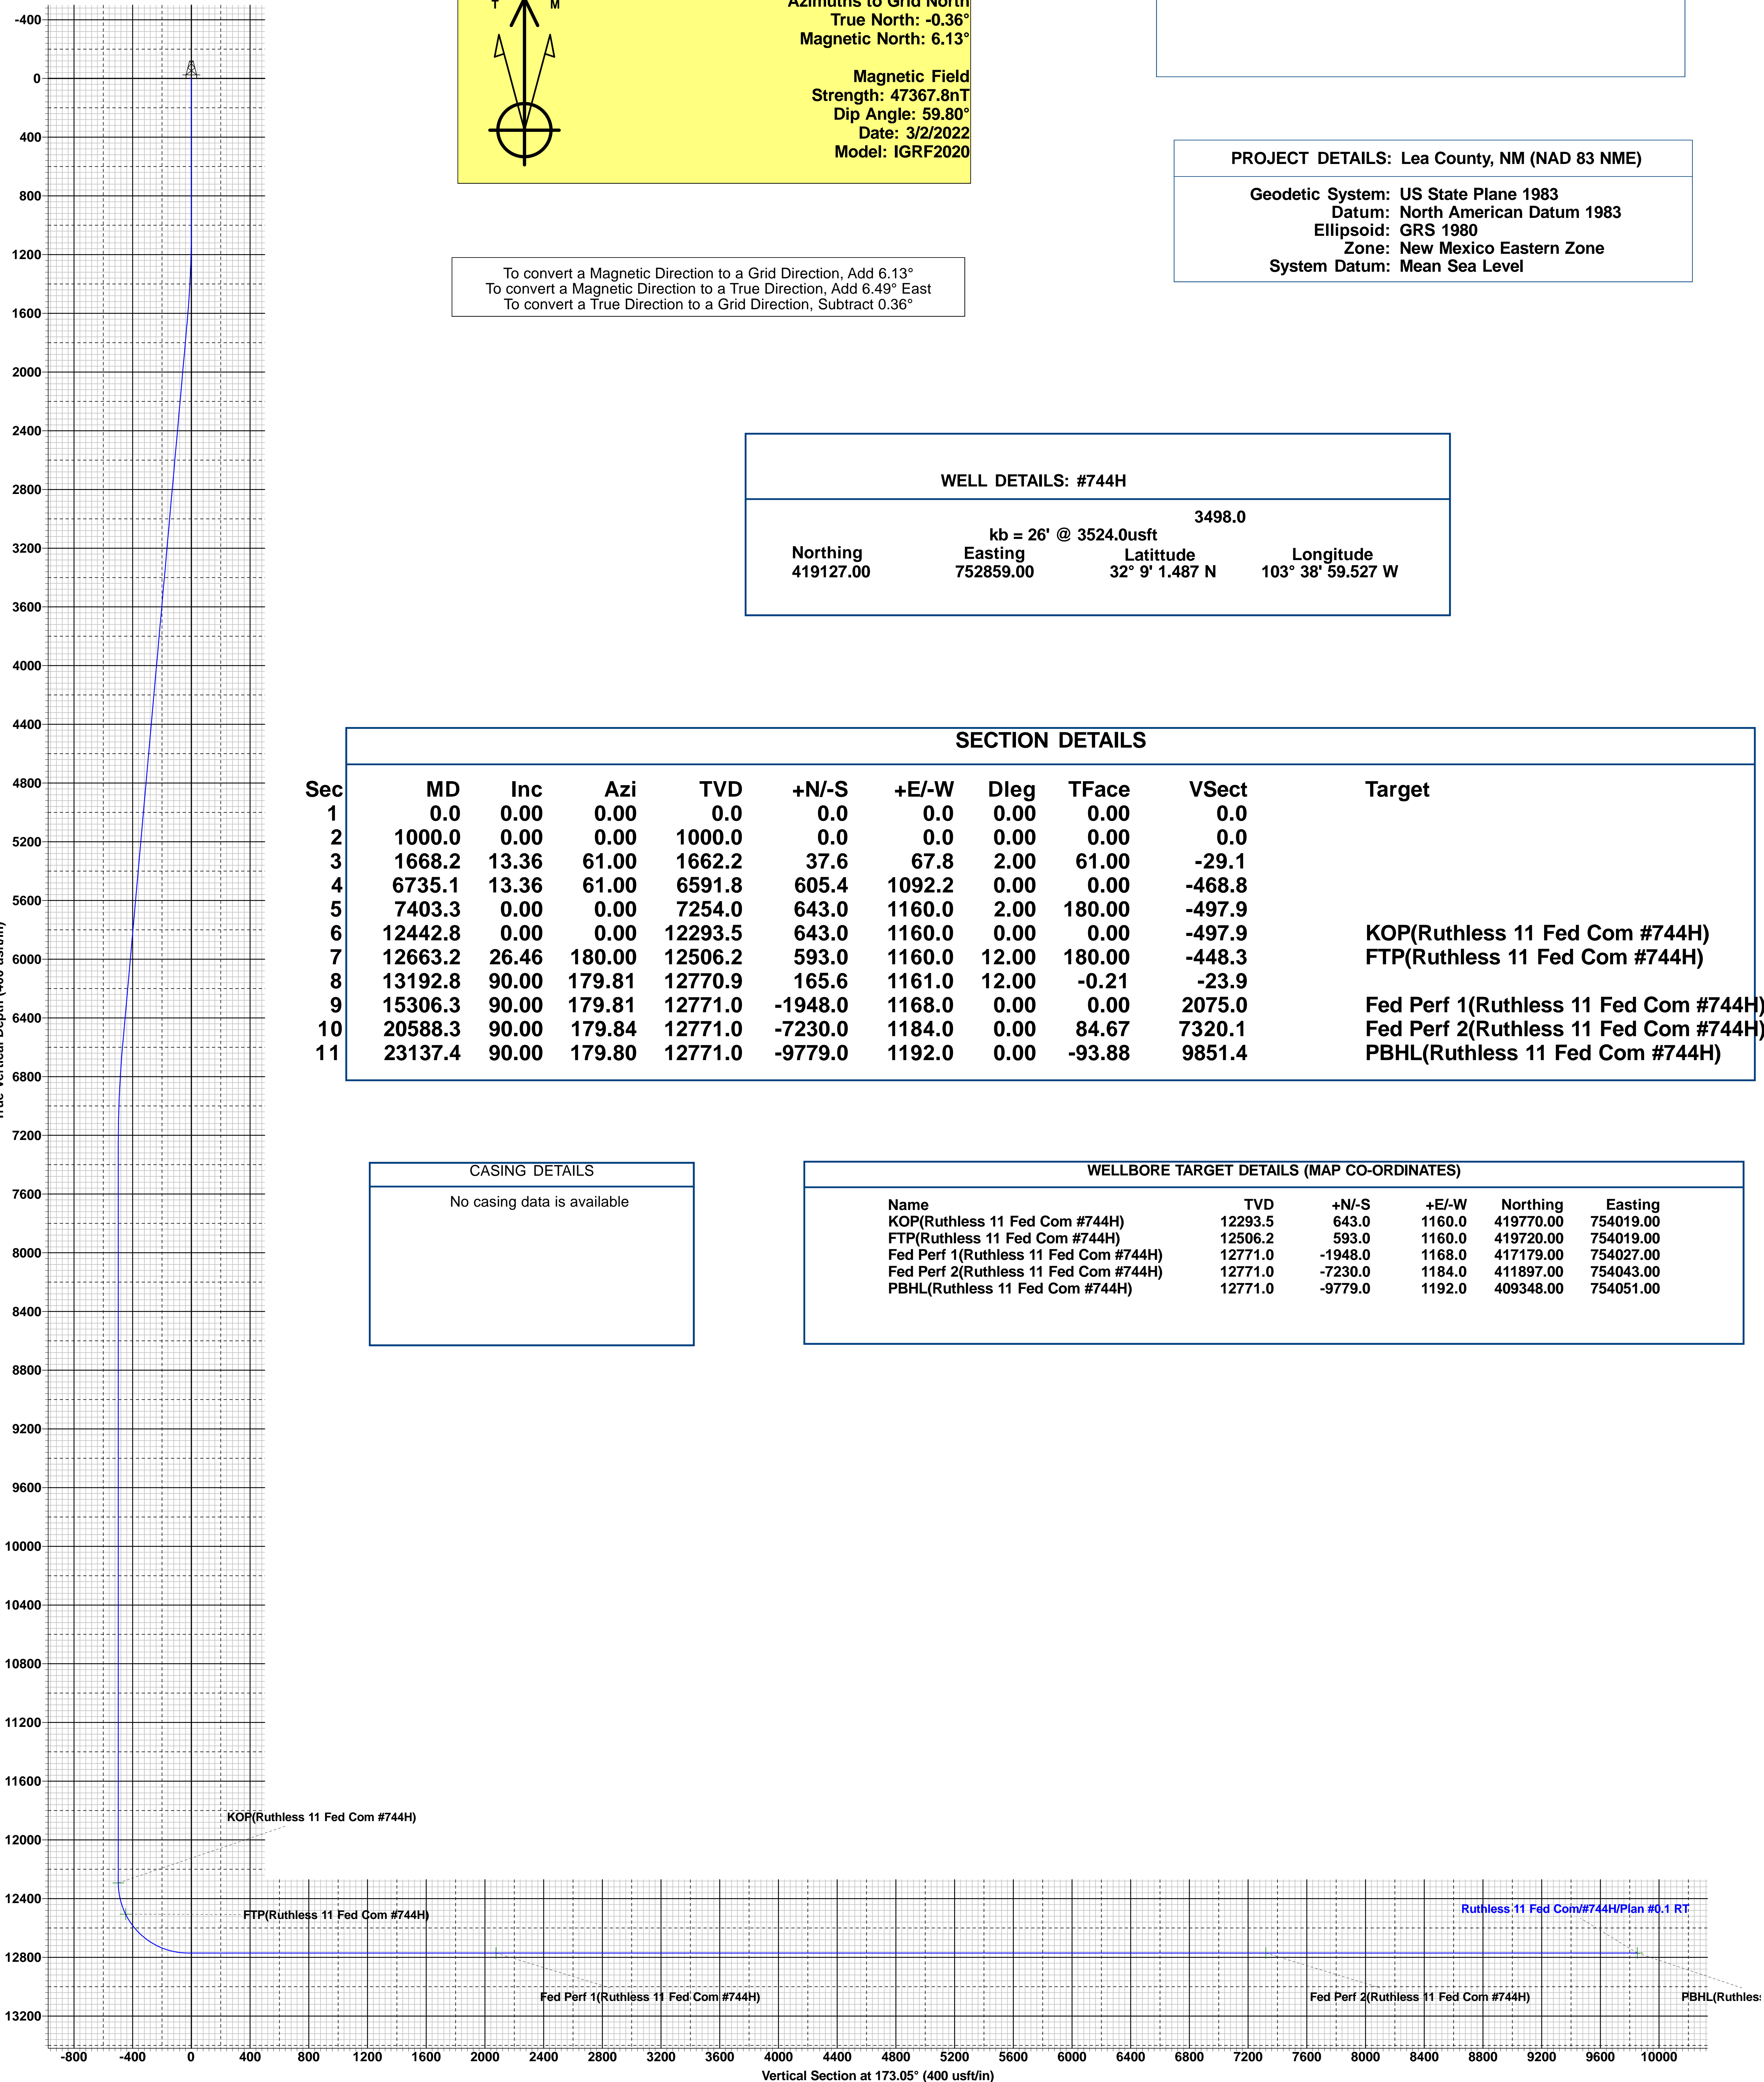 T M
Azimuths to Grid North
True North: -0.36°
Magnetic North: 6.13°
Magnetic Field
Strength: 47367.8nT
Dip Angle: 59.80°
Date: 3/2/2022
Model: IGRF2020
PROJECT DETAILS: Lea County, NM (NAD 83 NME)
Geodetic System: US State Plane 1983
Datum: North American Datum 1983
Ellipsoid: GRS 1980
Zone: New Mexico Eastern Zone
System Datum: Mean Sea Level
To convert a Magnetic Direction to a Grid Direction, Add 6.13°
To convert a Magnetic Direction to a True Direction, Add 6.49° East
To convert a True Direction to a Grid Direction, Subtract 0.36°
WELL DETAILS: #744H
3498.0
kb = 26' @ 3524.0usft
Northing Easting Latittude Longitude
419127.00 752859.00 32° 9' 1.487 N 103° 38' 59.527 W
SECTION DETAILS
Sec MD Inc Azi TVD +N/-S +E/-W Dleg TFace VSect Target
1 0.0 0.00 0.00 0.0 0.0 0.0 0.00 0.00 0.0
2 1000.0 0.00 0.00 1000.0 0.0 0.0 0.00 0.00 0.0
3 1668.2 13.36 61.00 1662.2 37.6 67.8 2.00 61.00 -29.1
4 6735.1 13.36 61.00 6591.8 605.4 1092.2 0.00 0.00 -468.8
5 7403.3 0.00 0.00 7254.0 643.0 1160.0 2.00 180.00 -497.9
6 12442.8 0.00 0.00 12293.5 643.0 1160.0 0.00 0.00 -497.9 KOP(Ruthless 11 Fed Com #744H)
7 12663.2 26.46 180.00 12506.2 593.0 1160.0 12.00 180.00 -448.3 FTP(Ruthless 11 Fed Com #744H)
8 13192.8 90.00 179.81 12770.9 165.6 1161.0 12.00 -0.21 -23.9
9 15306.3 90.00 179.81 12771.0 -1948.0 1168.0 0.00 0.00 2075.0 Fed Perf 1(Ruthless 11 Fed Com #744H)
10 20588.3 90.00 179.84 12771.0 -7230.0 1184.0 0.00 84.67 7320.1 Fed Perf 2(Ruthless 11 Fed Com #744H)
11 23137.4 90.00 179.80 12771.0 -9779.0 1192.0 0.00 -93.88 9851.4 PBHL(Ruthless 11 Fed Com #744H)
CASING DETAILS
No casing data is available
WELLBORE TARGET DETAILS (MAP CO-ORDINATES)
Name TVD +N/-S +E/-W Northing Easting
KOP(Ruthless 11 Fed Com #744H) 12293.5 643.0 1160.0 419770.00 754019.00
FTP(Ruthless 11 Fed Com #744H) 12506.2 593.0 1160.0 419720.00 754019.00
Fed Perf 1(Ruthless 11 Fed Com #744H) 12771.0 -1948.0 1168.0 417179.00 754027.00
Fed Perf 2(Ruthless 11 Fed Com #744H) 12771.0 -7230.0 1184.0 411897.00 754043.00
PBHL(Ruthless 11 Fed Com #744H) 12771.0 -9779.0 1192.0 409348.00 754051.00
-400
0
400
800
1200
1600
2000
2400
2800
3200
3600
4000
4400
4800
5200
5600
6000
6400
6800
7200
7600
8000
8400
8800
9200
9600
10000
10400
10800
11200
11600
12000
12400
12800
13200
KOP(Ruthless 11 Fed Com #744H)
FTP(Ruthless 11 Fed Com #744H)
Ruthless 11 Fed Com/#744H/Plan #0.1 RT
Fed Perf 1(Ruthless 11 Fed Com #744H)
Fed Perf 2(Ruthless 11 Fed Com #744H)
PBHL(Ruthless
-800 -400 0 400 800 1200 1600 2000 2400 2800 3200 3600 4000 4400 4800 5200 5600 6000 6400 6800 7200 7600 8000 8400 8800 9200 9600 10000
Vertical Section at 173.05° (400 usft/in)